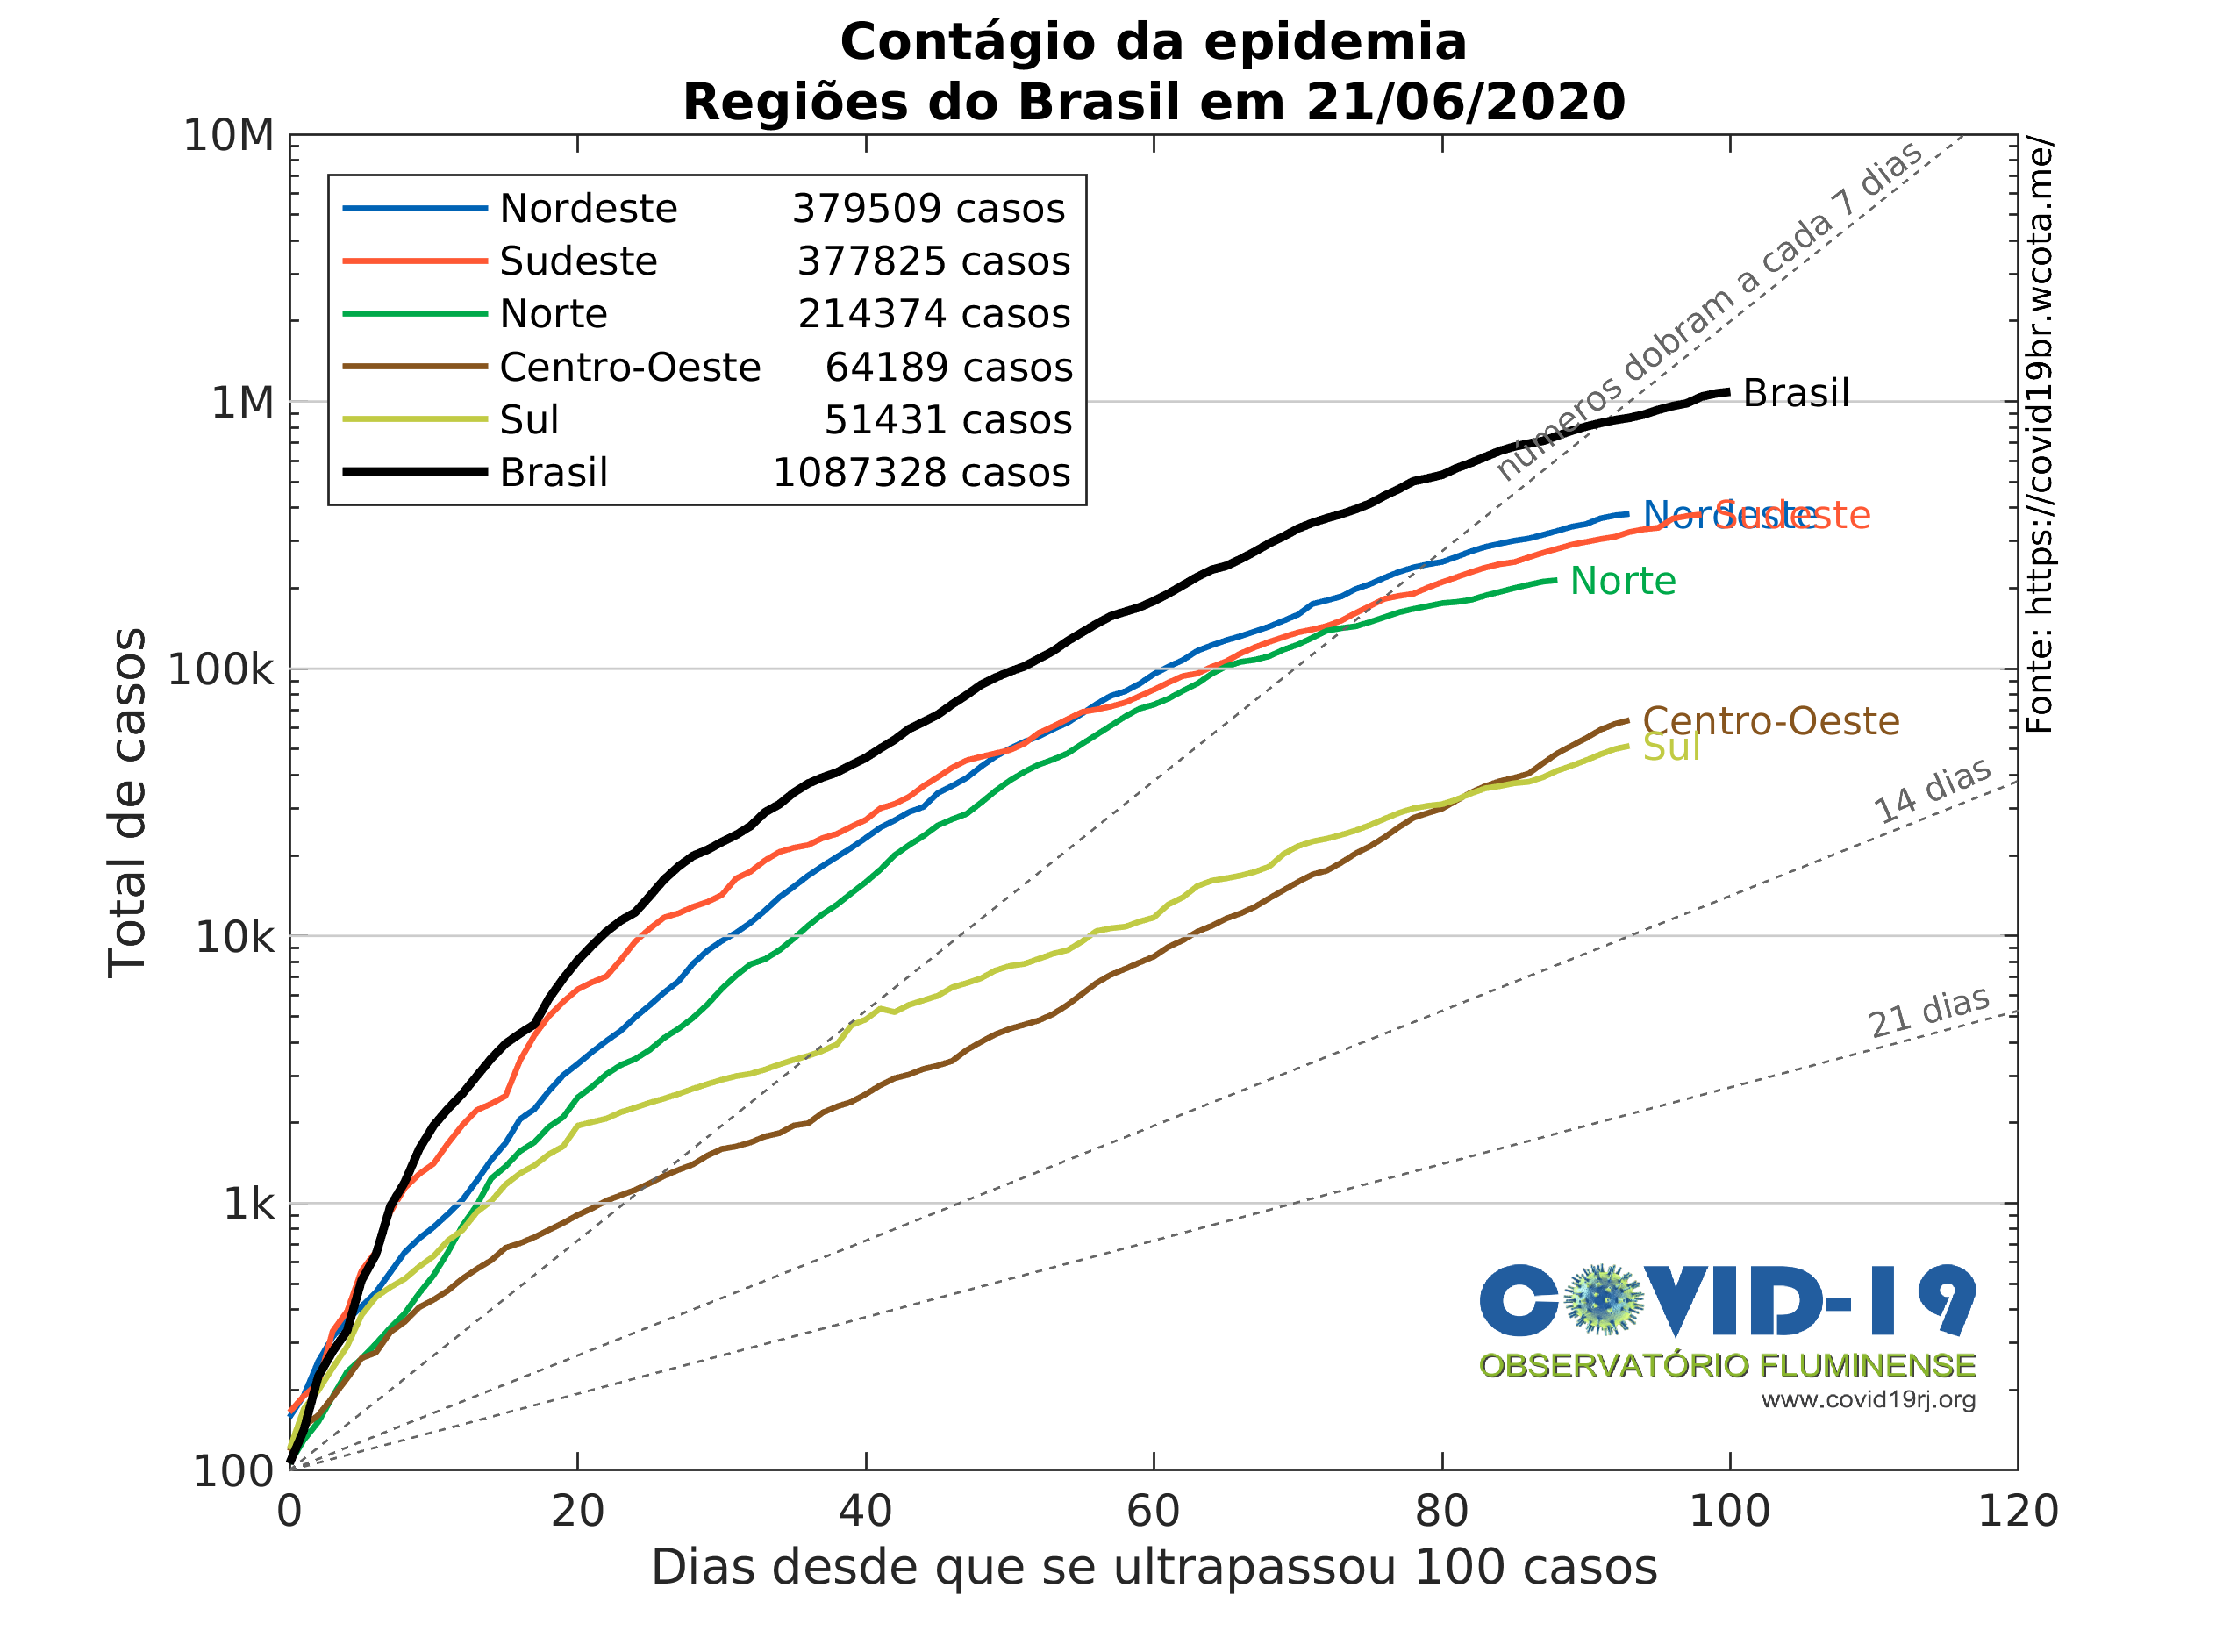 Contágio da epidemia
Regiões do Brasil em 21/06/2020
10M
1M
100k
10k
1k
100
Total de casos
Nordeste 379509 casos
Sudeste 377825 casos
Norte 214374 casos
Centro-Oeste 64189 casos
Sul 51431 casos
Brasil 1087328 casos
números dobram a cada 7 dias
Brasil
Nordeste
Sudeste
Norte
Centro-Oeste
Sul
14 dias
21 dias
Fonte: https://covid19br.wcota.me/
COVID-19
OBSERVATÓRIO FLUMINENSE
www.covid19rj.org
0 20 40 60 80 100 120
Dias desde que se ultrapassou 100 casos